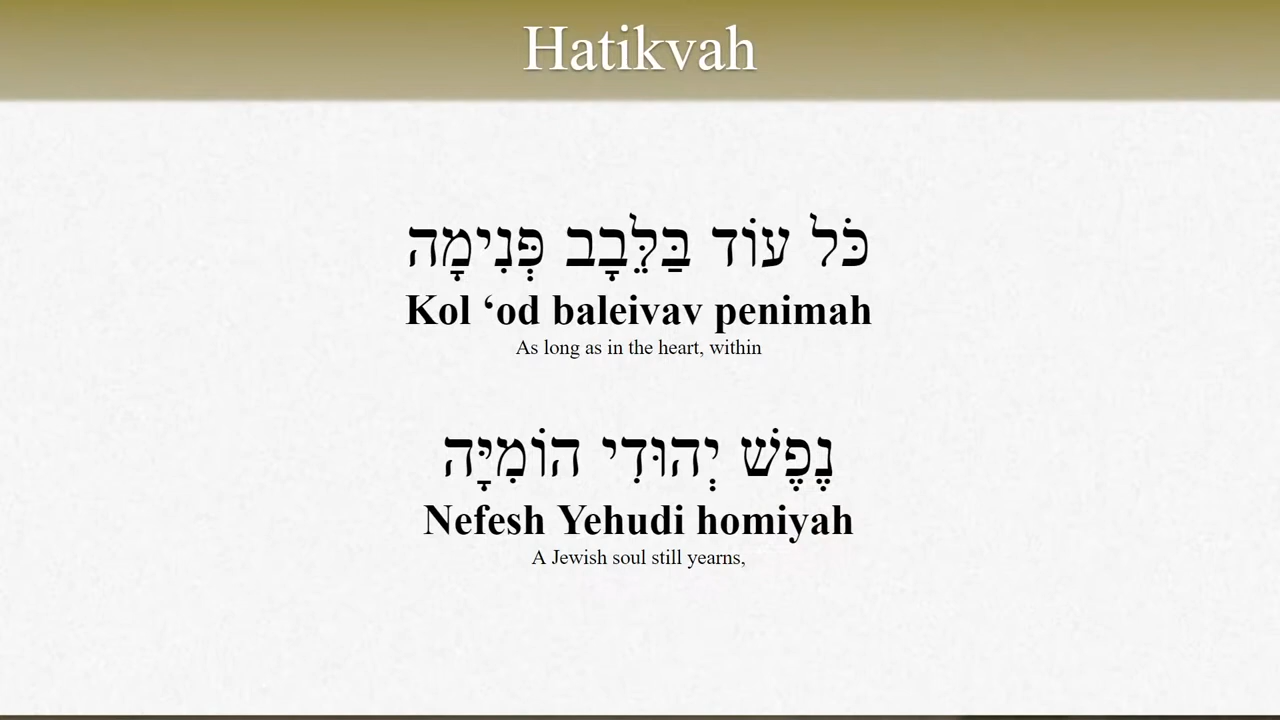 Hatikvah
כֹּל עוֹד בַּלֵּבָב פְּנִימָה
Kol ‘od baleivav penimah
As long as in the heart, within
נֶפֶשׁ יְהוּדִי הוֹמִיָּה
Nefesh Yehudi homiyah
A Jewish soul still yearns,